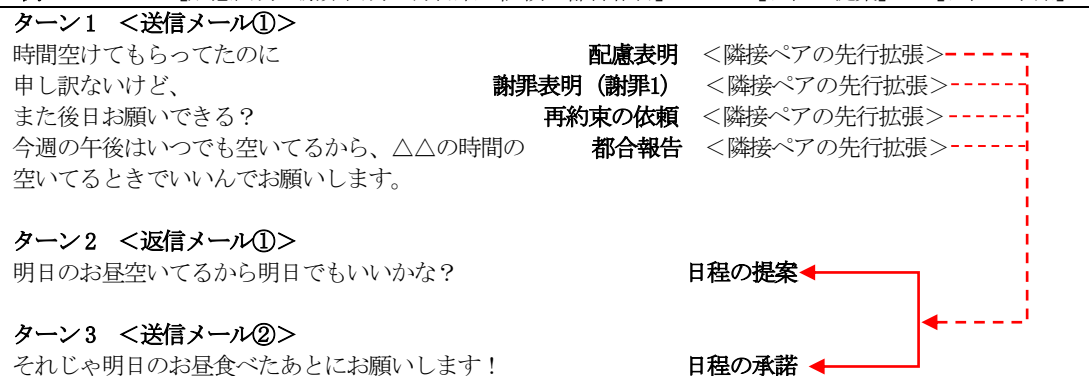 ターン1 <送信メール①>
時間空けてもらってたのに 配慮表明 <隣接ペアの先行拡張>
申し訳ないけど、 謝罪表明（謝罪1） <隣接ペアの先行拡張>
また後日お願いできる？ 再約束の依頼 <隣接ペアの先行拡張>
今週の午後はいつでも空いてるから、△△の時間の 都合報告 <隣接ペアの先行拡張>
空いてるときでいいんでお願いします。
ターン2 <返信メール①>
明日のお昼空いてるから明日でもいいかな？ 日程の提案
ターン3 <送信メール②>
それじゃ明日のお昼食べたあとにお願いします！ 日程の承諾